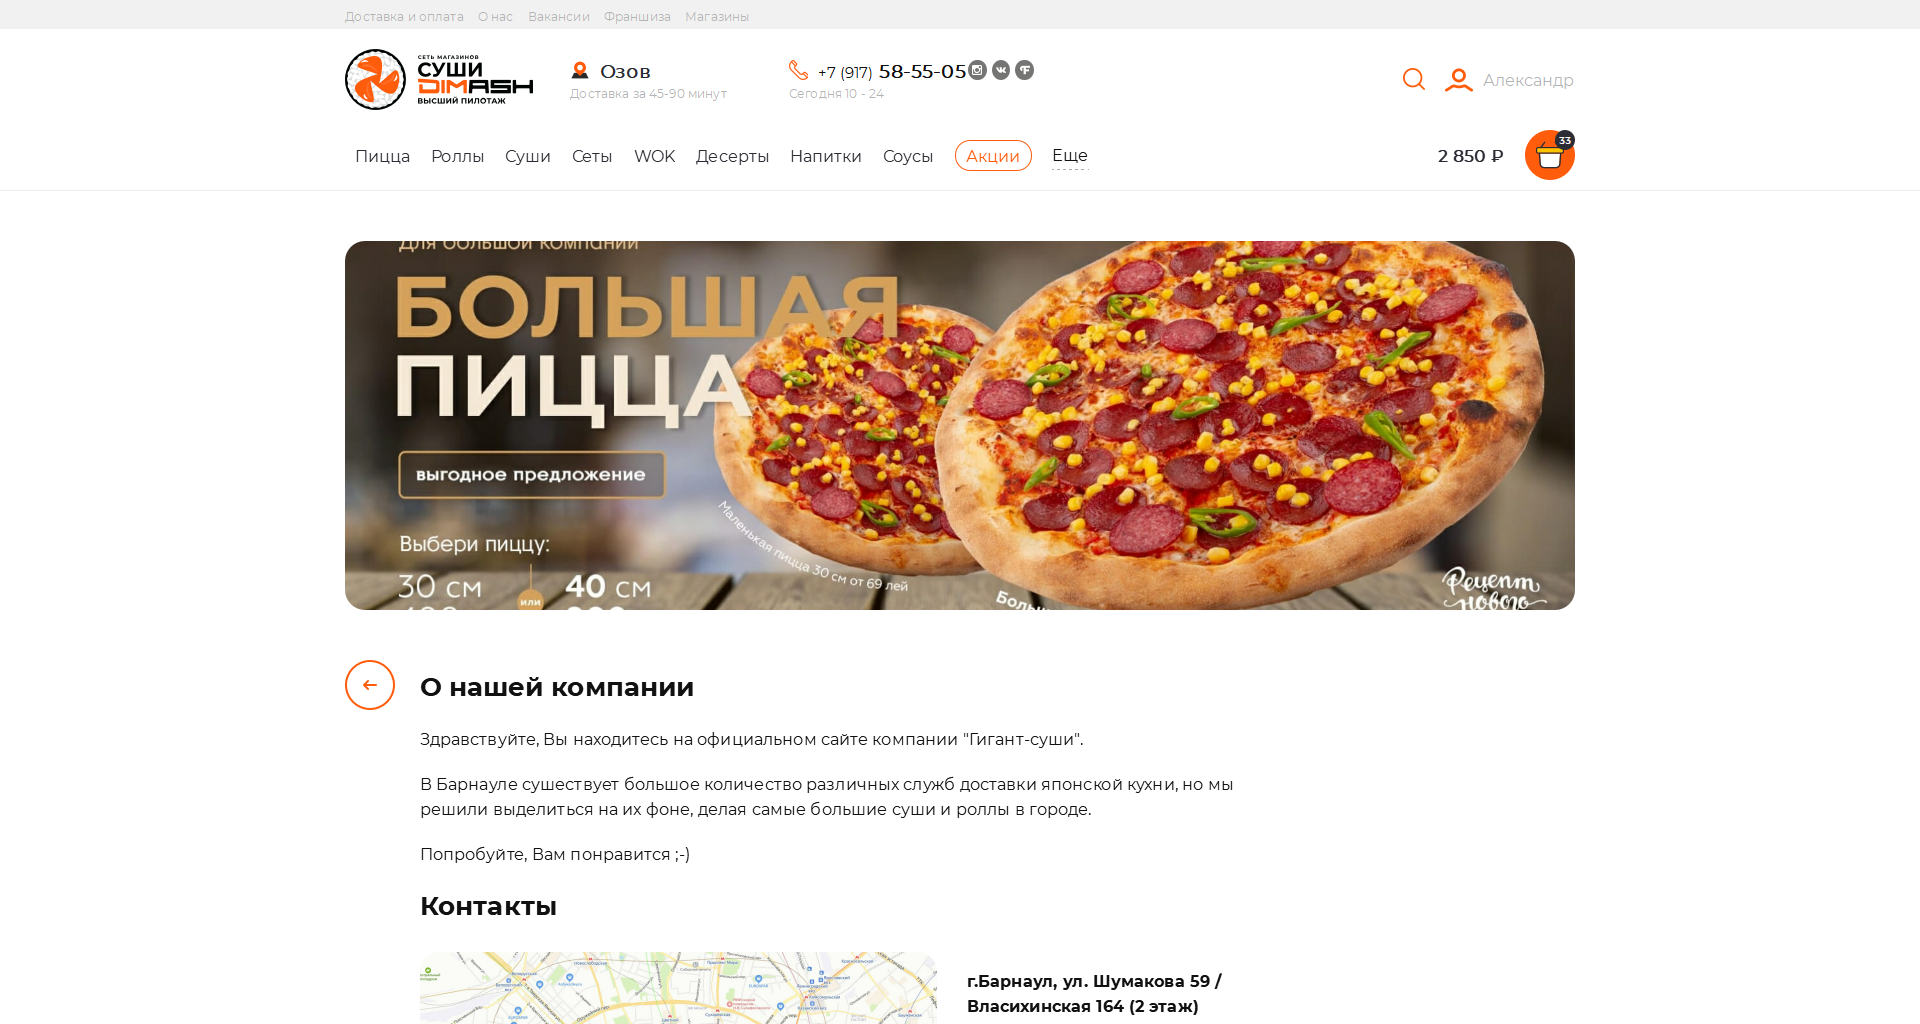 Доставка и оплата О нас Вакансии Франшиза Магазины
СЕТЬ МАГАЗИНОВ
СУШИ
DIMASH
ВЫСШИЙ ПИЛОТАЖ
Озов
Доставка за 45-90 минут
+7 (917) 58-55-05
Сегодня 10 - 24
Александр
Пицца Роллы Суши Сеты WOK Десерты Напитки Соусы Акции Еще
2 850 ₽
33
Для большой компании
БОЛЬШАЯ
ПИЦЦА
выгодное предложение
Выбери пиццу:
30 см или 40 см
Маленькая пицца 30 см от 69 лей
Рецепт
нового
О нашей компании
Здравствуйте, Вы находитесь на официальном сайте компании "Гигант-суши".
В Барнауле сушествует большое количество различных служб доставки японской кухни, но мы
решили выделиться на их фоне, делая самые большие суши и роллы в городе.
Попробуйте, Вам понравится ;-)
Контакты
г.Барнаул, ул. Шумакова 59 /
Власихинская 164 (2 этаж)